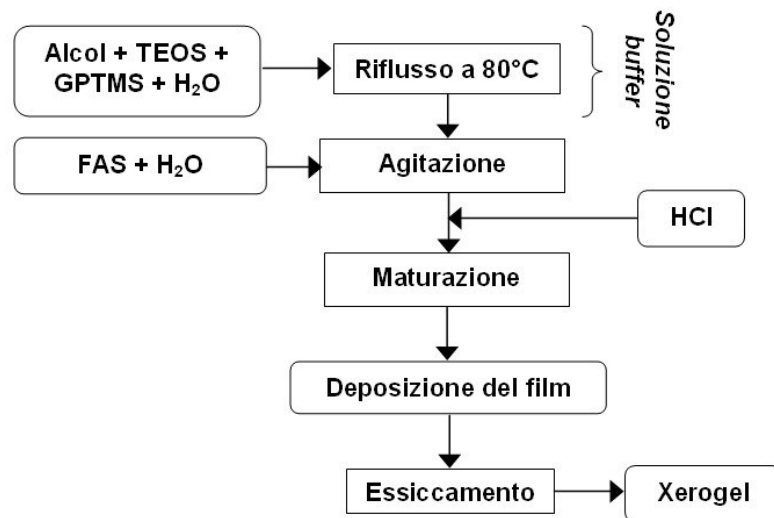 Alcol + TEOS +
GPTMS + H₂O
Riflusso a 80°C
Soluzione
buffer
FAS + H₂O
Agitazione
HCl
Maturazione
Deposizione del film
Essiccamento
Xerogel